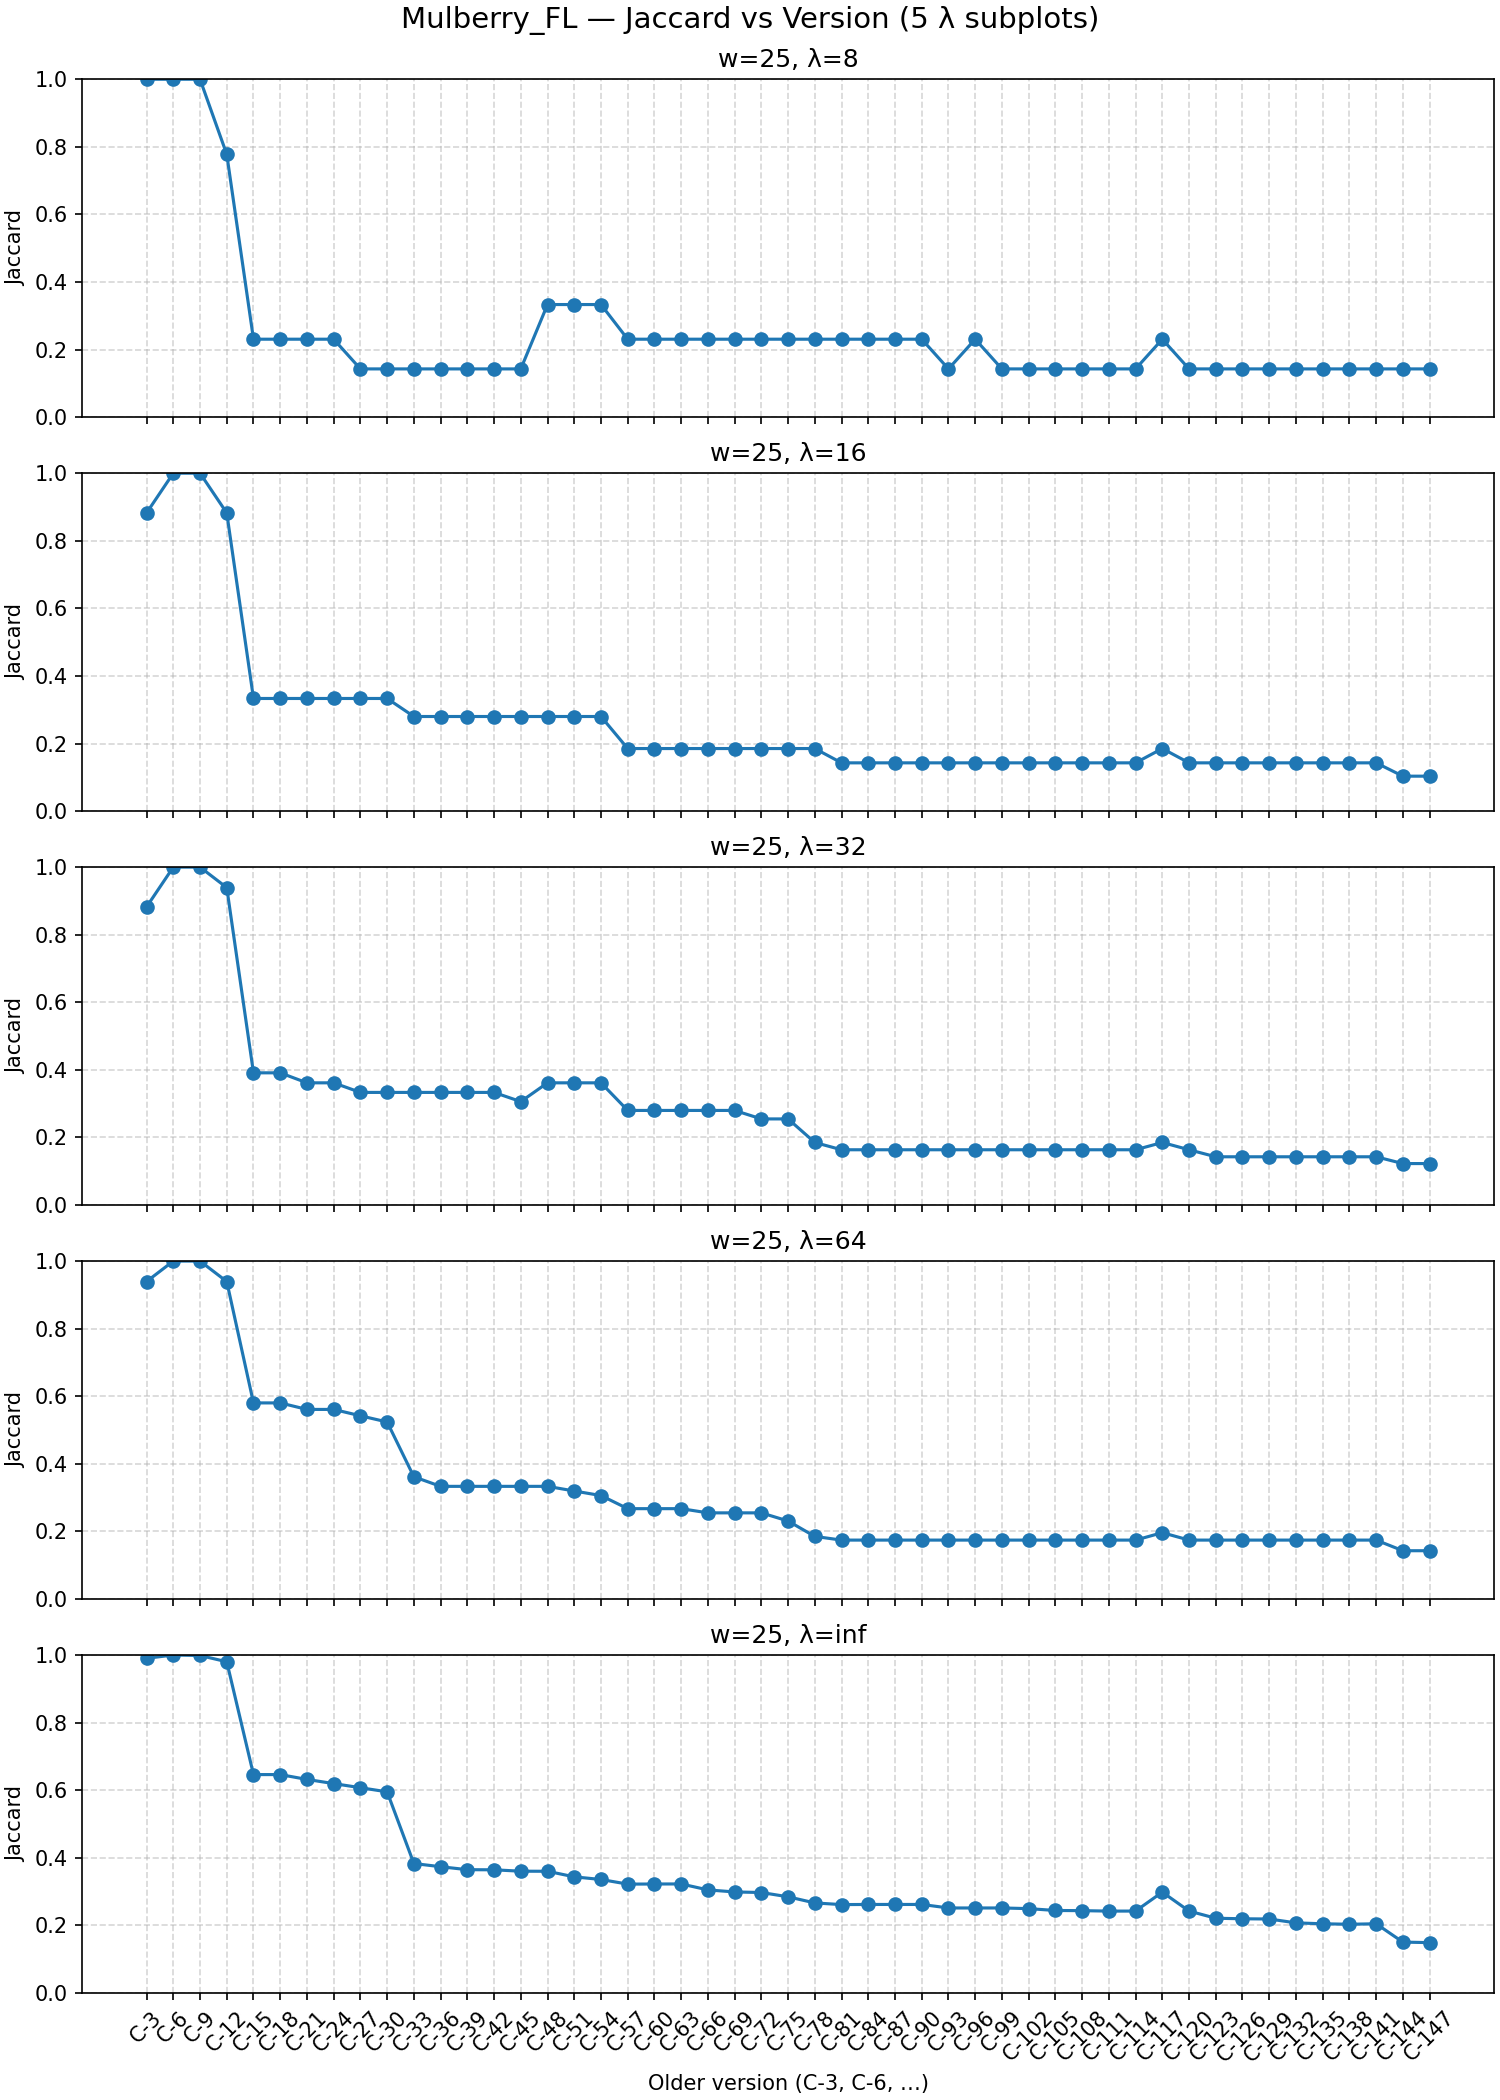 Mulberry_FL — Jaccard vs Version (5 λ subplots)
w=25, λ=8
1.0
0.8
0.6
0.4
0.2
0.0
Jaccard
w=25, λ=16
1.0
0.8
0.6
0.4
0.2
0.0
Jaccard
w=25, λ=32
1.0
0.8
0.6
0.4
0.2
0.0
Jaccard
w=25, λ=64
1.0
0.8
0.6
0.4
0.2
0.0
Jaccard
w=25, λ=inf
1.0
0.8
0.6
0.4
0.2
0.0
Jaccard
C-3 C-6 C-9 C-12 C-15 C-18 C-21 C-24 C-27 C-30 C-33 C-36 C-39 C-42 C-45 C-48 C-51 C-54 C-57 C-60 C-63 C-66 C-69 C-72 C-75 C-78 C-81 C-84 C-87 C-90 C-93 C-96 C-99 C-102 C-105 C-108 C-111 C-114 C-117 C-120 C-123 C-126 C-129 C-132 C-135 C-138 C-141 C-144 C-147
Older version (C-3, C-6, ...)